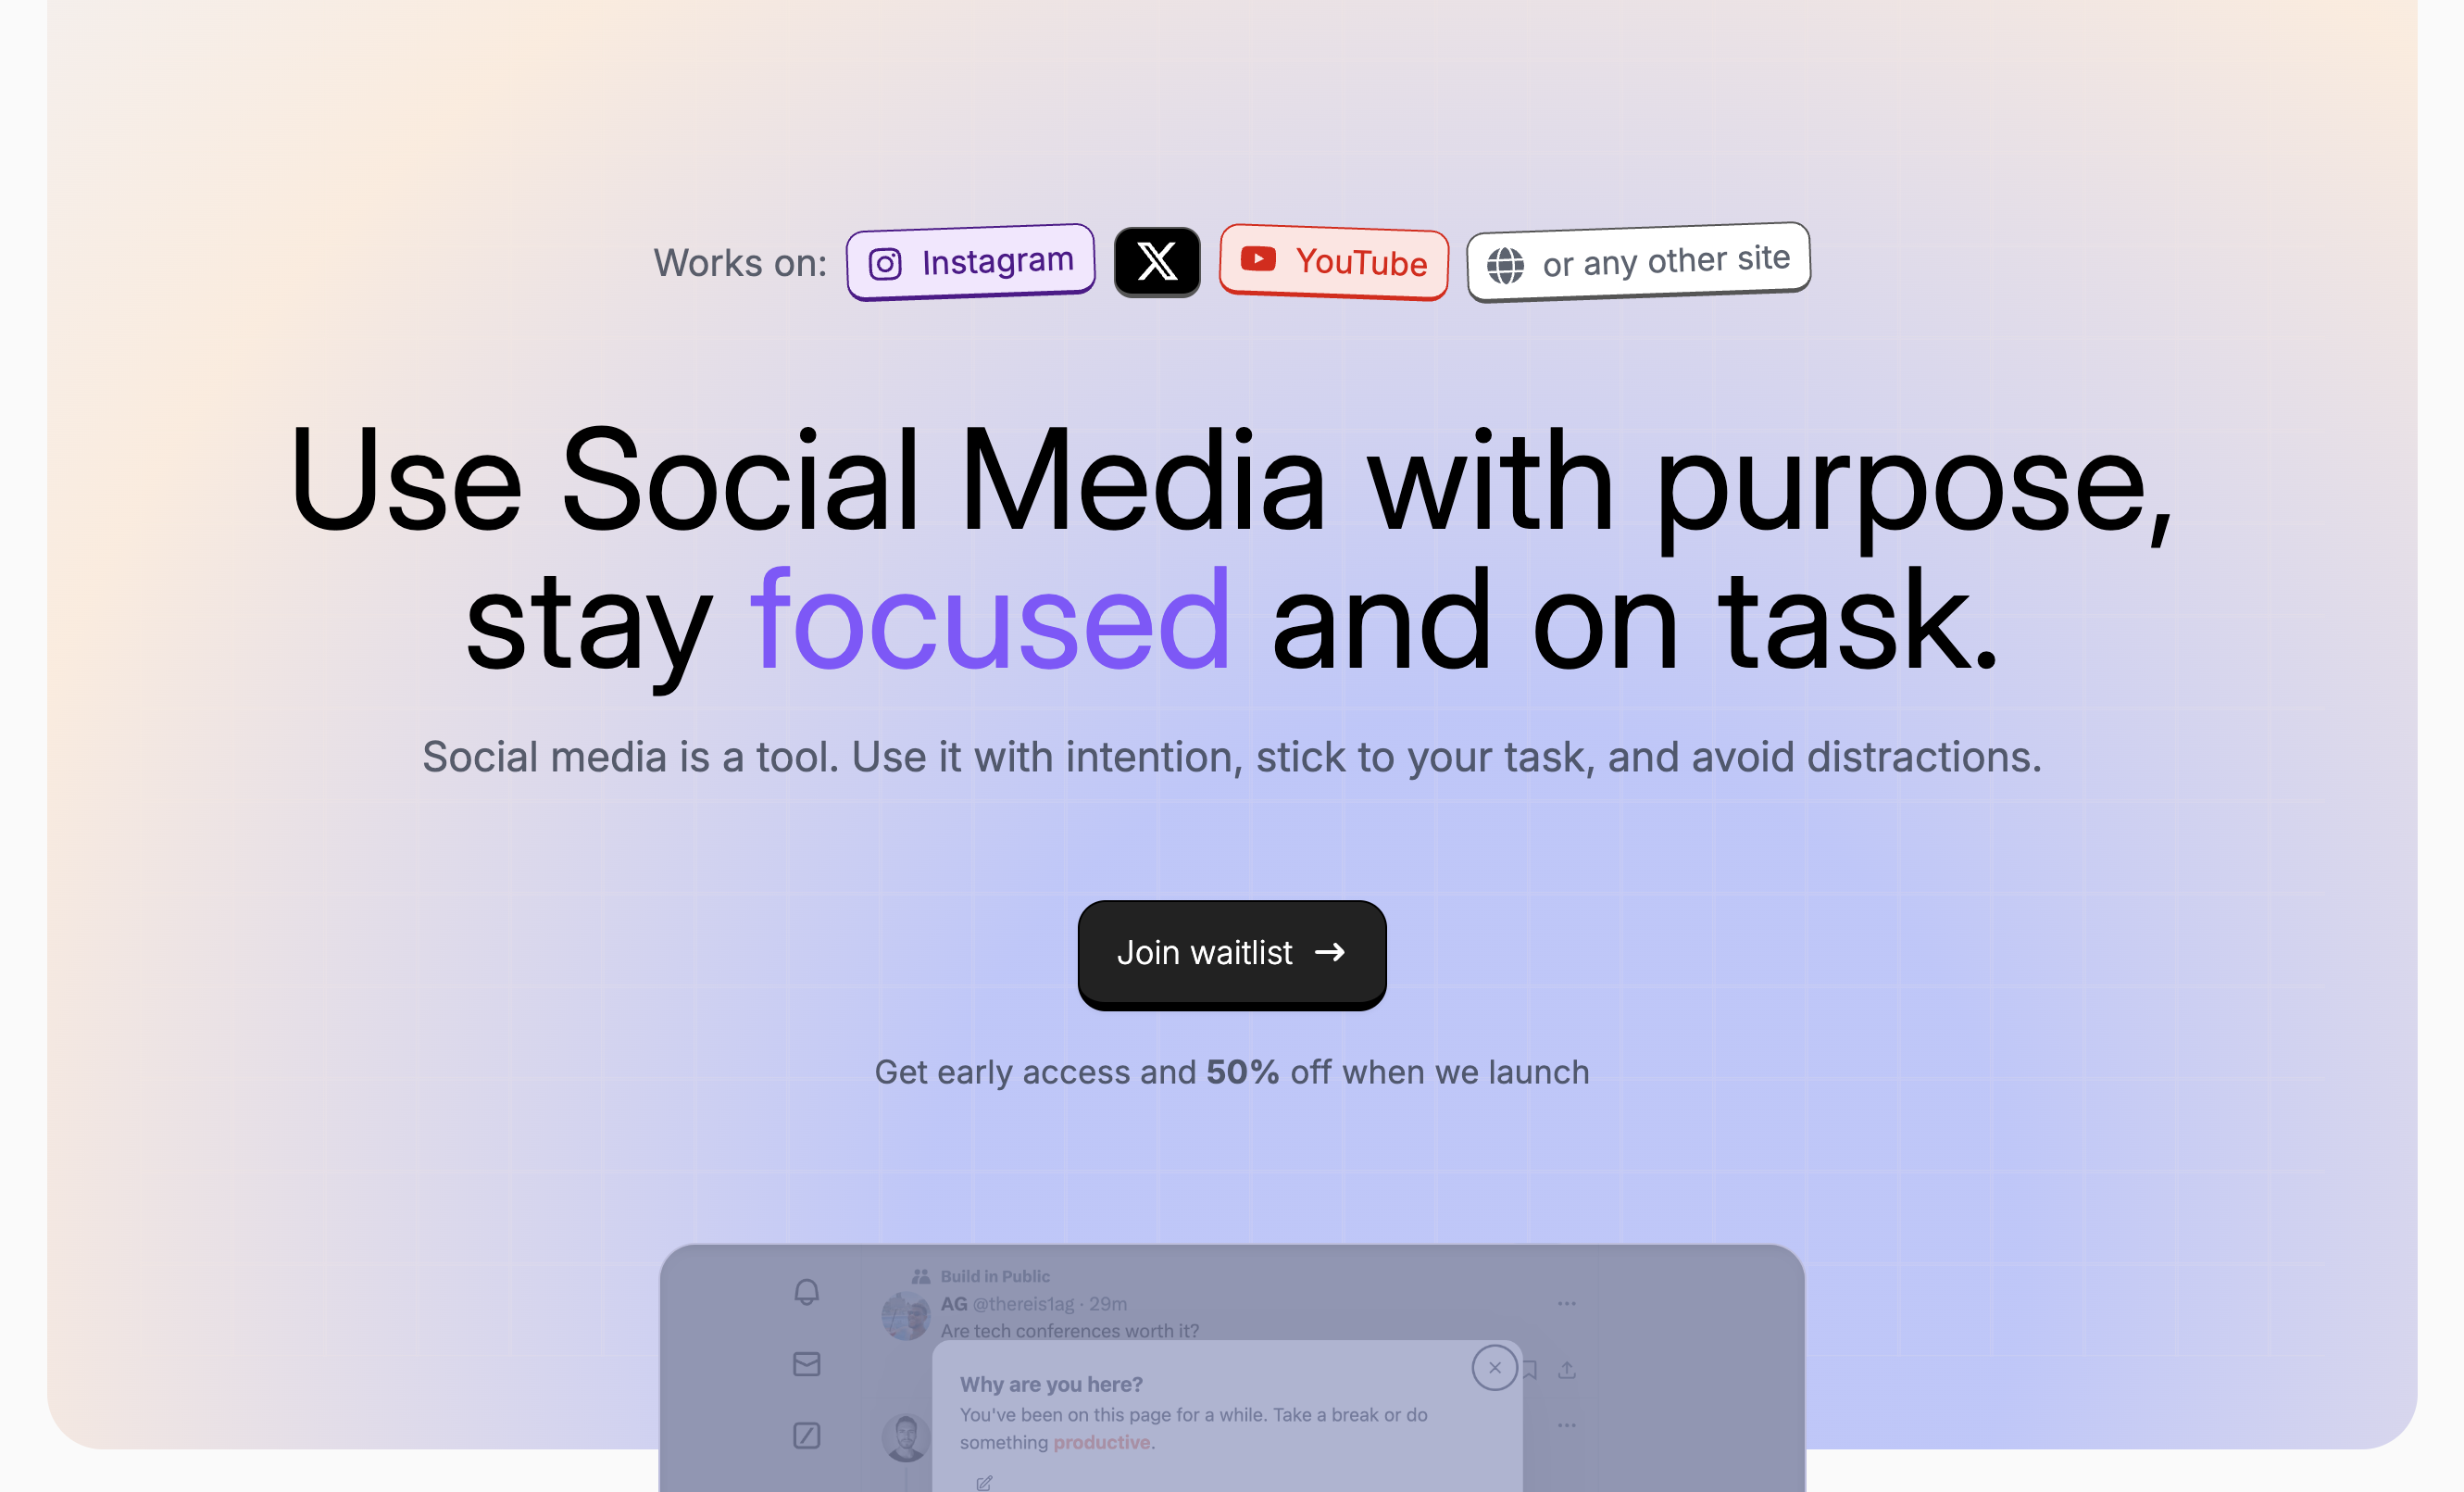 Works on: Instagram YouTube or any other site
Use Social Media with purpose,
stay focused and on task.
Social media is a tool. Use it with intention, stick to your task, and avoid distractions.
Join waitlist →
Get early access and 50% off when we launch
Build in Public
AG @thereis1ag · 29m
Are tech conferences worth it?
Why are you here?
You've been on this page for a while. Take a break or do
something productive.